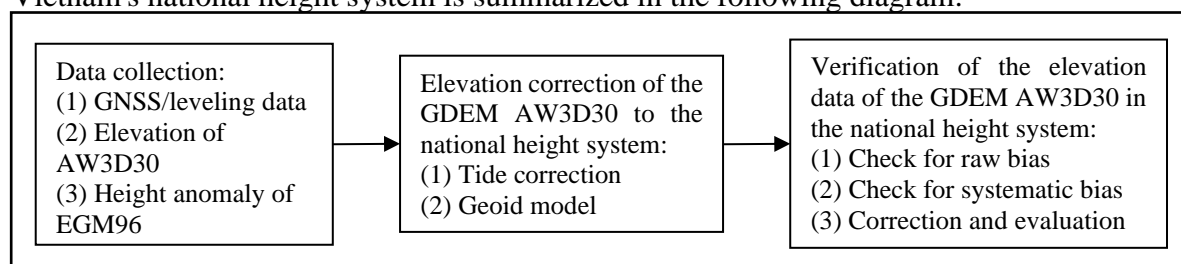 Vietnam's national height system is summarized in the following diagram:
Data collection:
(1) GNSS/leveling data
(2) Elevation of
AW3D30
(3) Height anomaly of
EGM96
Elevation correction of the
GDEM AW3D30 to the
national height system:
(1) Tide correction
(2) Geoid model
Verification of the elevation
data of the GDEM AW3D30 in
the national height system:
(1) Check for raw bias
(2) Check for systematic bias
(3) Correction and evaluation